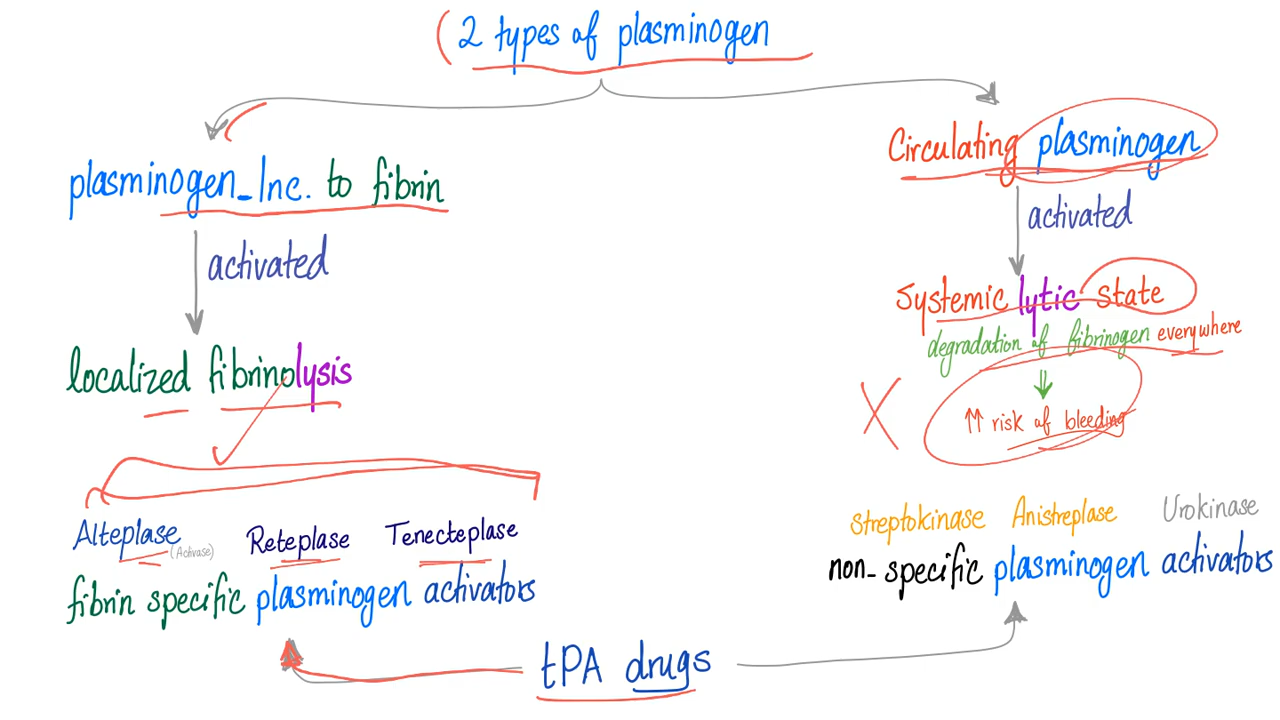 2 types of plasminogen
plasminogen-Inc. to fibrin
activated
localized fibrinolysis
Alteplase (Activase) Reteplase Tenecteplase
fibrin specific plasminogen activators
Circulating plasminogen
activated
Systemic lytic state
degradation of fibrinogen everywhere
⇓
↑↑ risk of bleeding
X
Streptokinase Anistreplase Urokinase
non-specific plasminogen activators
tPA drugs